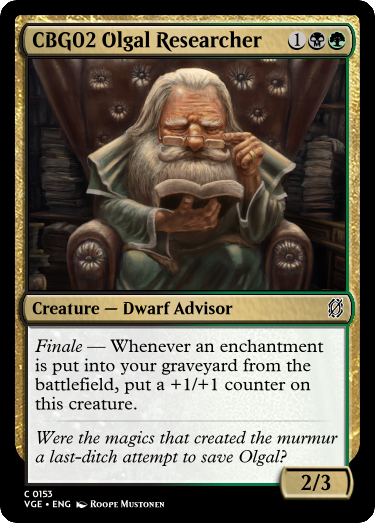 CBG02 Olgal Researcher 1
Creature — Dwarf Advisor
Finale — Whenever an enchantment
is put into your graveyard from the
battlefield, put a +1/+1 counter on
this creature.
Were the magics that created the murmur
a last-ditch attempt to save Olgal?
2/3
C 0153
VGE • ENG Roope Mustonen